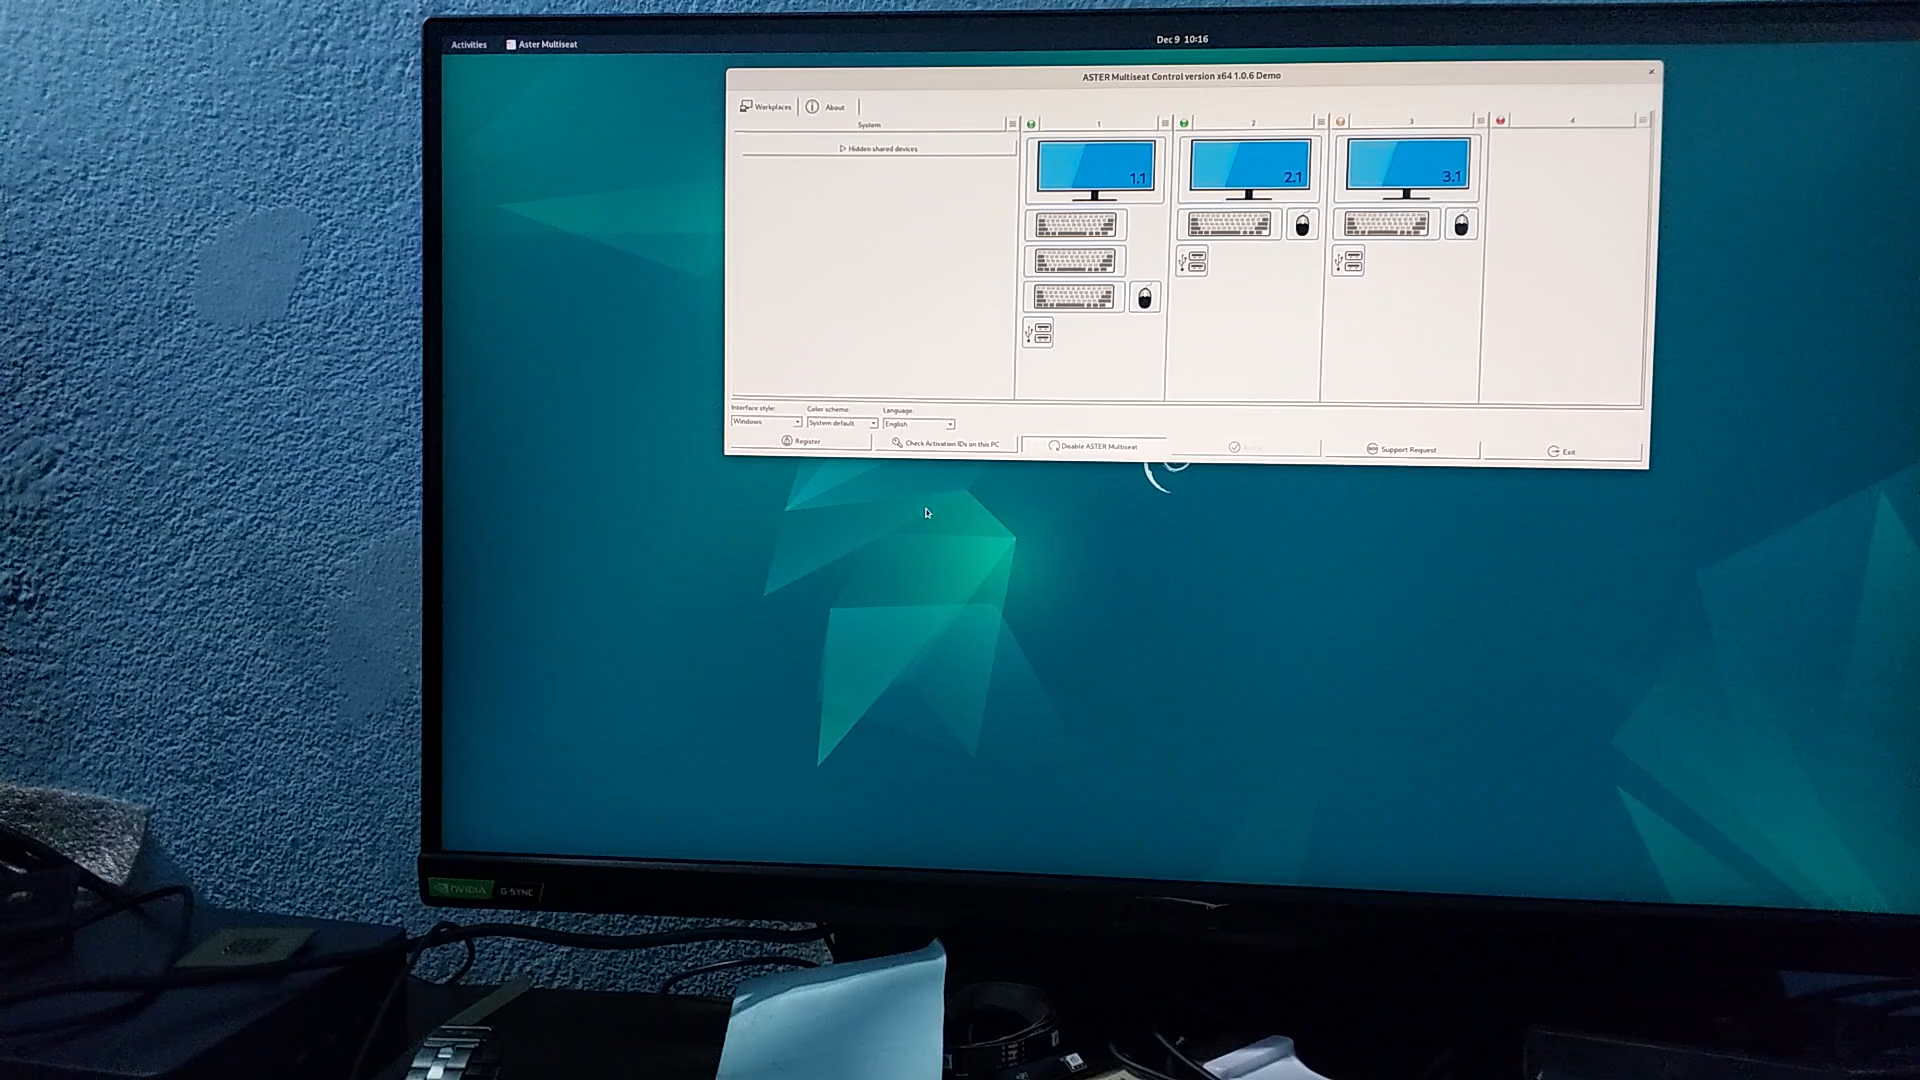 Activities Aster Multiseat Dec 9 10:16
ASTER Multiseat Control version x64 1.0.6 Demo
Workplaces About
System 1 2 3 4
Hidden shared devices
1.1 2.1 3.1
Interface style: Color scheme: Language:
Windows System default English
Register Check Activation IDs on this PC Disable ASTER Multiseat Support Request Exit
NVIDIA G-SYNC